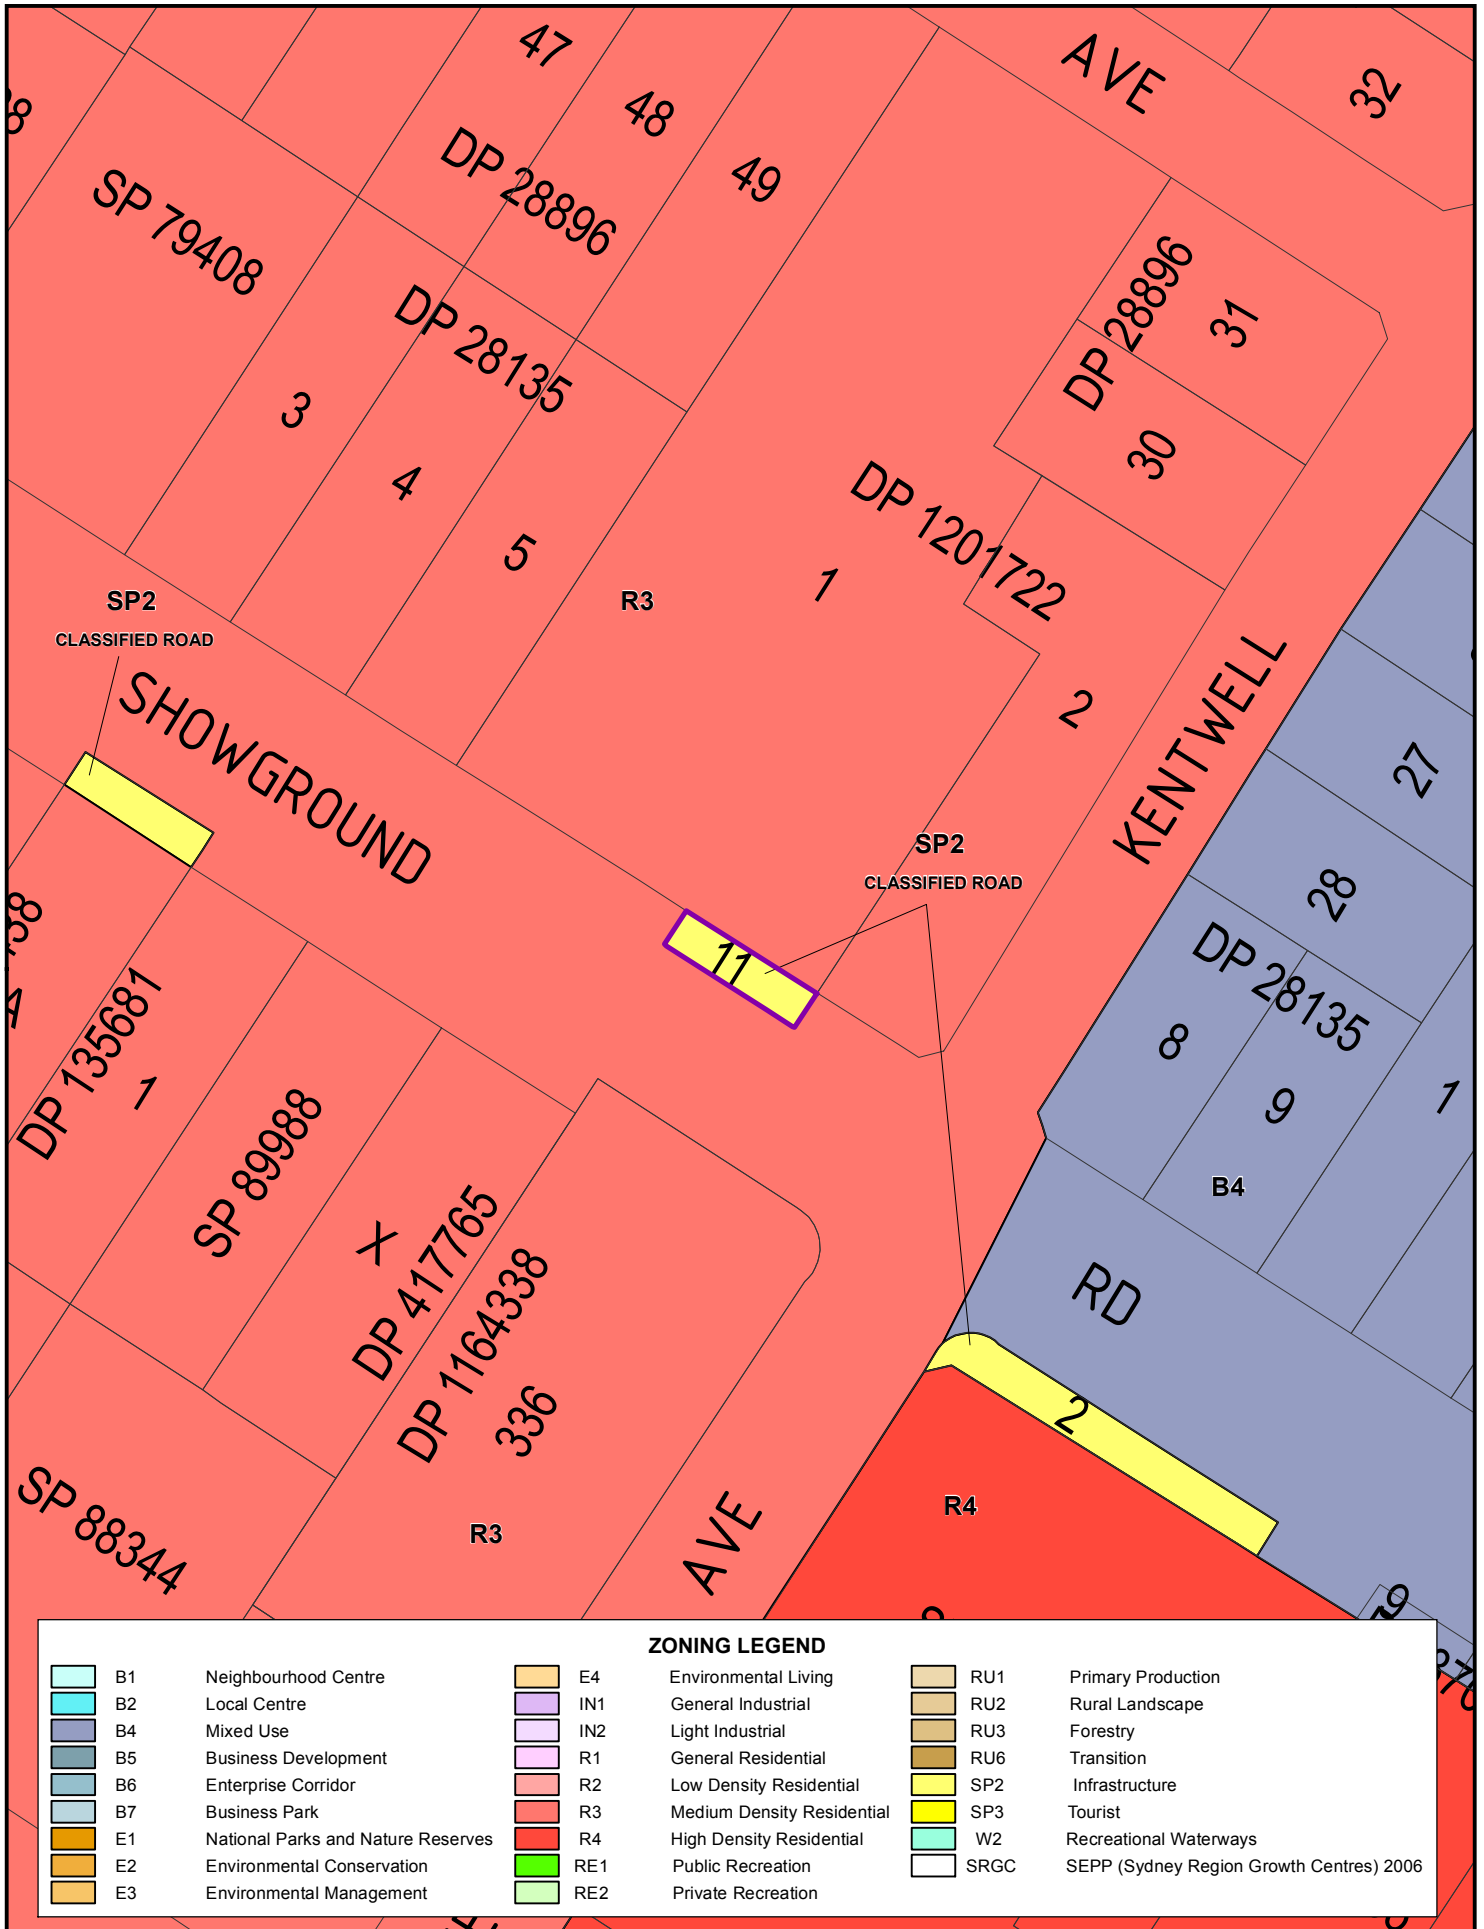 47
AVE
32
48
49
DP 28896
SP 79408
DP 28896
31
DP 28135
3
4
5
30
DP 1201722
1
SP2
CLASSIFIED ROAD
R3
2
SHOWGROUND
KENTWELL
27
SP2
CLASSIFIED ROAD
28
11
DP 28135
8
9
1
DP 135681
1
SP 89988
X
DP 417765
B4
RD
DP 1164338
336
2
R4
SP 88344
R3
AVE
9
ZONING LEGEND
B1 Neighbourhood Centre
B2 Local Centre
B4 Mixed Use
B5 Business Development
B6 Enterprise Corridor
B7 Business Park
E1 National Parks and Nature Reserves
E2 Environmental Conservation
E3 Environmental Management
E4 Environmental Living
IN1 General Industrial
IN2 Light Industrial
R1 General Residential
R2 Low Density Residential
R3 Medium Density Residential
R4 High Density Residential
RE1 Public Recreation
RE2 Private Recreation
RU1 Primary Production
RU2 Rural Landscape
RU3 Forestry
RU6 Transition
SP2 Infrastructure
SP3 Tourist
W2 Recreational Waterways
SRGC SEPP (Sydney Region Growth Centres) 2006